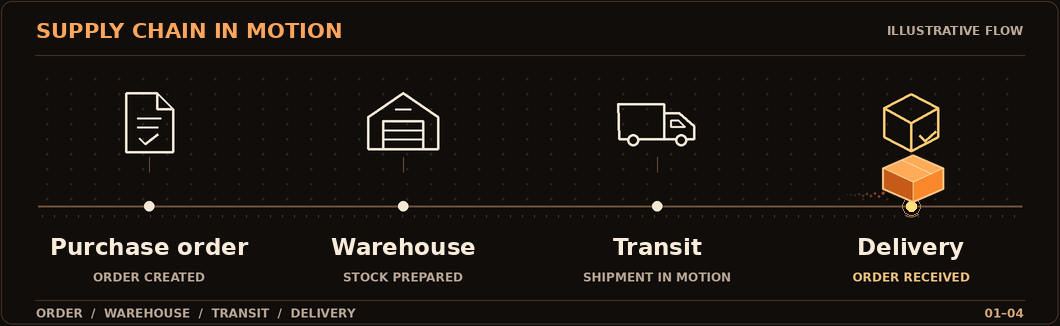 SUPPLY CHAIN IN MOTION
ILLUSTRATIVE FLOW
Purchase order
ORDER CREATED
Warehouse
STOCK PREPARED
Transit
SHIPMENT IN MOTION
Delivery
ORDER RECEIVED
ORDER / WAREHOUSE / TRANSIT / DELIVERY
01–04